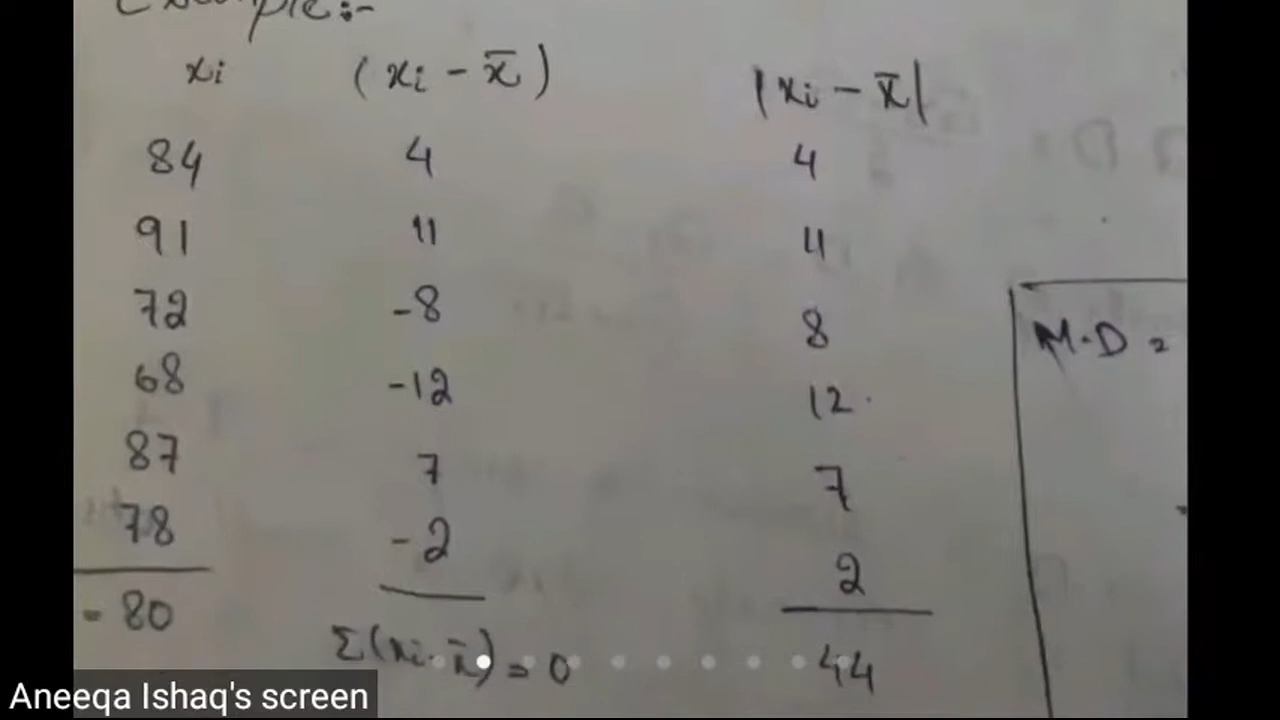 Example:-
xi (xi - x̄) |xi - x̄|
84 4 4
91 11 11
72 -8 8
68 -12 12
87 7 7
78 -2 2
= 80 Σ(xi - x̄) = 0 44
M.D =
Aneeqa Ishaq's screen